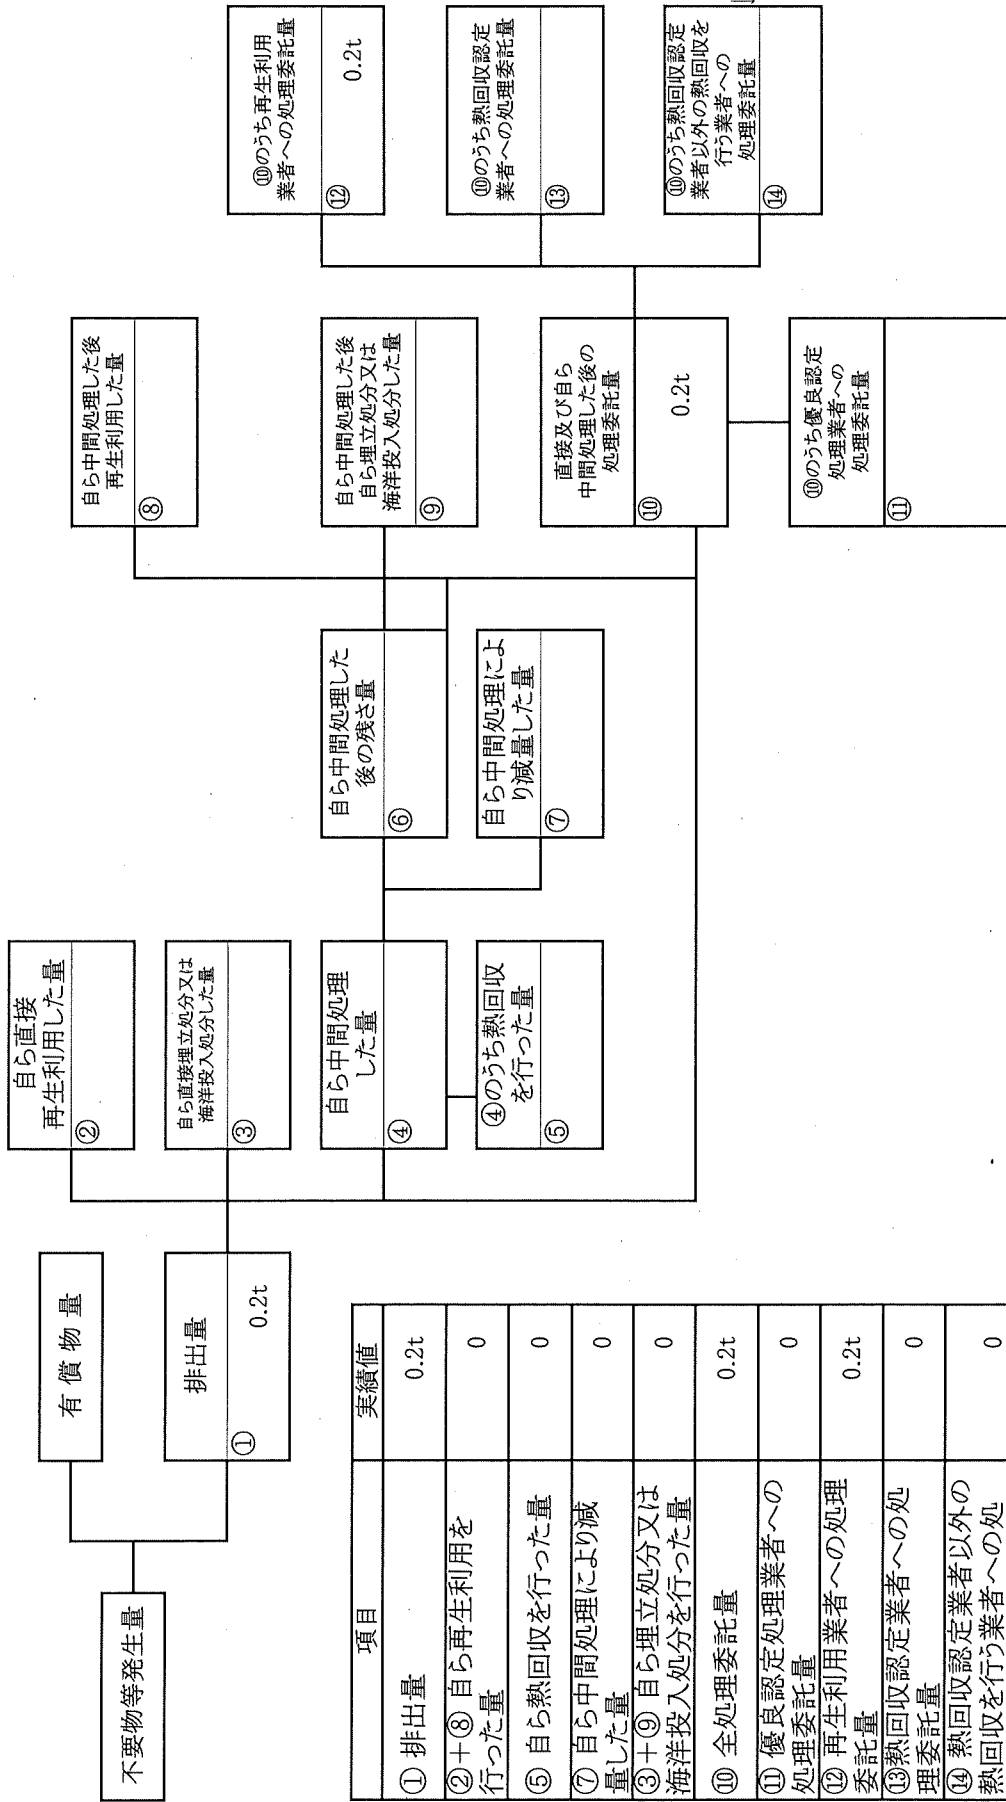 不要物等発生量
有償物量
排出量
①
0.2t
自ら直接
再生利用した量
②
自ら直接埋立処分又は
海洋投入処分した量
③
自ら中間処理
した量
④
④のうち熱回収
を行った量
⑤
自ら中間処理した
後の残さ量
⑥
自ら中間処理によ
り減量した量
⑦
自ら中間処理した後
再生利用した量
⑧
自ら中間処理した後
自ら埋立処分又は
海洋投入処分した量
⑨
直接及び自ら
中間処理した後の
処理委託量
⑩
0.2t
⑩のうち優良認定
処理業者への
処理委託量
⑪
⑩のうち再生利用
業者への処理委託量
⑫
0.2t
⑩のうち熱回収認定
業者への処理委託量
⑬
⑩のうち熱回収認定
業者以外の熱回収を
行う業者への
処理委託量
⑭
項目 実績値
① 排出量 0.2t
②+⑧ 自ら再生利用を
行った量 0
⑤ 自ら熱回収を行った量 0
⑦ 自ら中間処理により減
量した量 0
③+⑨ 自ら埋立処分又は
海洋投入処分を行った量 0
⑩ 全処理委託量 0.2t
⑪ 優良認定処理業者への
処理委託量 0
⑫ 再生利用業者への処理
委託量 0.2t
⑬熱回収認定業者への処
理委託量 0
⑭ 熱回収認定業者以外の
熱回収を行う業者への処 0